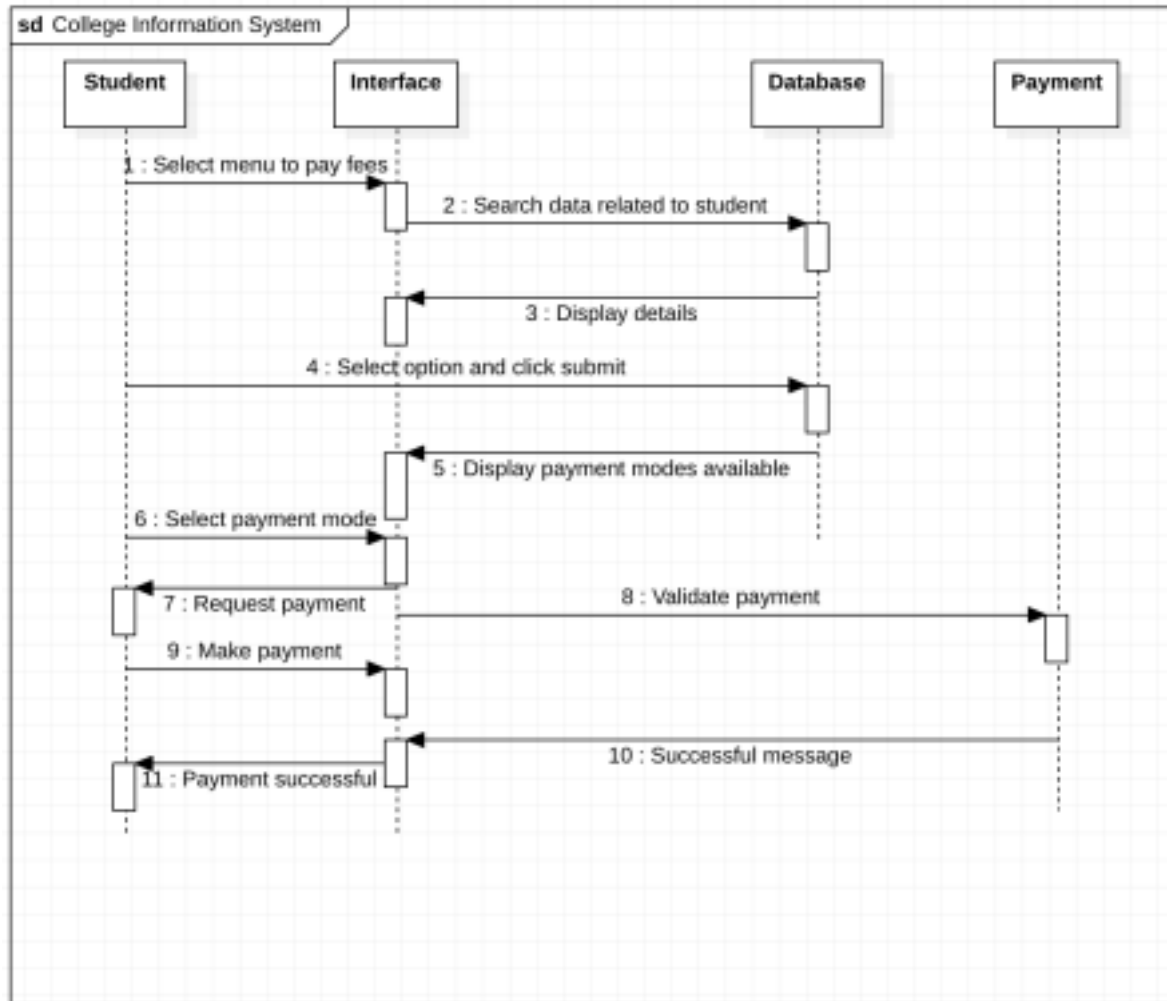 sd College Information System
Student
Interface
Database
Payment
1 : Select menu to pay fees
2 : Search data related to student
3 : Display details
4 : Select option and click submit
5 : Display payment modes available
6 : Select payment mode
7 : Request payment
8 : Validate payment
9 : Make payment
10 : Successful message
11 : Payment successful